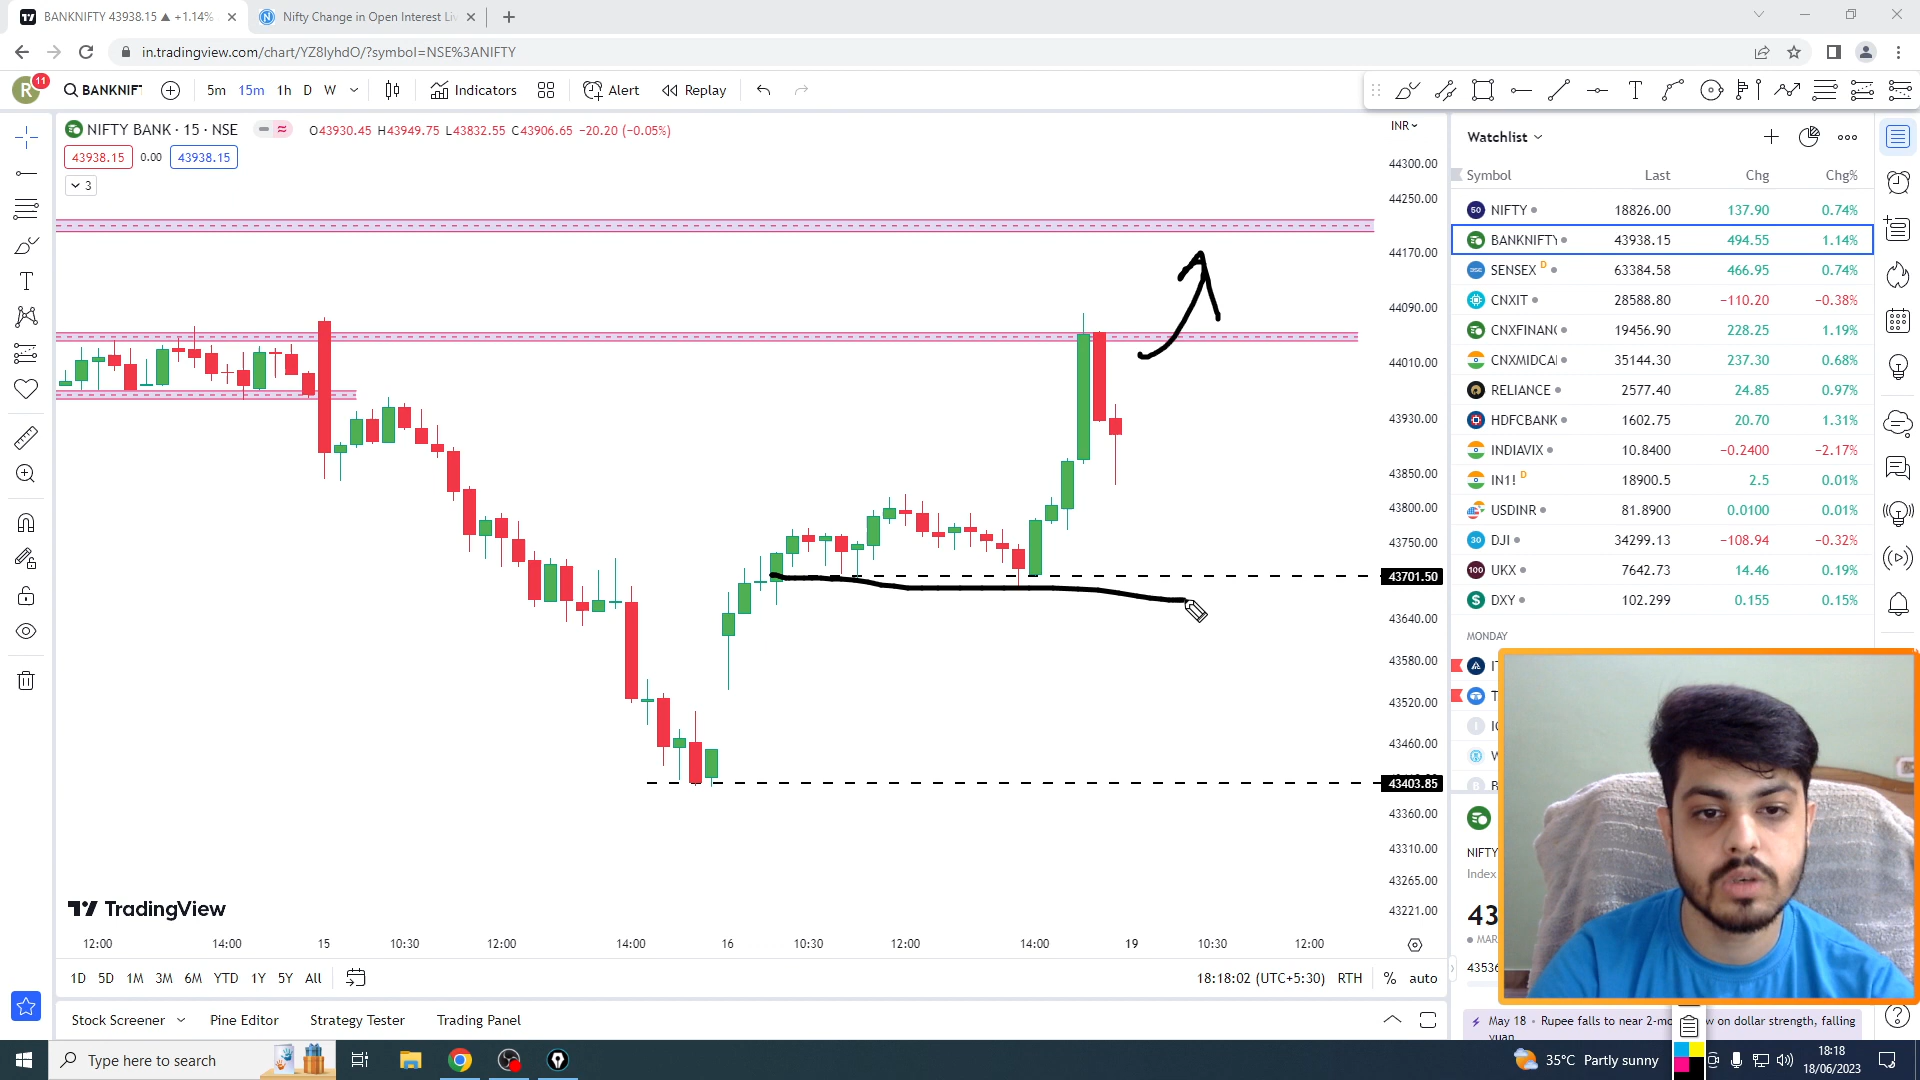 BANKNIFTY 43938.15 ▲ +1.14%
Nifty Change in Open Interest Liv
in.tradingview.com/chart/YZ8lyhdO/?symbol=NSE%3ANIFTY
R 11 BANKNIF 5m 15m 1h D W Indicators Alert Replay
NIFTY BANK · 15 · NSE O43930.45 H43949.75 L43832.55 C43906.65 −20.20 (−0.05%)
43938.15 0.00 43938.15
3
INR
44300.00
44250.00
44170.00
44090.00
44010.00
43930.00
43850.00
43800.00
43750.00
43701.50
43640.00
43580.00
43520.00
43460.00
43403.85
43360.00
43310.00
43265.00
43221.00
TradingView
12:00 14:00 15 10:30 12:00 14:00 16 10:30 12:00 14:00 19 10:30 12:00
1D 5D 1M 3M 6M YTD 1Y 5Y All 18:18:02 (UTC+5:30) RTH % auto
Stock Screener Pine Editor Strategy Tester Trading Panel
Watchlist
Symbol Last Chg Chg%
50 NIFTY 18826.00 137.90 0.74%
BANKNIFTY 43938.15 494.55 1.14%
SENSEX D 63384.58 466.95 0.74%
CNXIT 28588.80 −110.20 −0.38%
CNXFINAN 19456.90 228.25 1.19%
CNXMIDCA 35144.30 237.30 0.68%
RELIANCE 2577.40 24.85 0.97%
HDFCBANK 1602.75 20.70 1.31%
INDIAVIX 10.8400 −0.2400 −2.17%
IN1! D 18900.5 2.5 0.01%
USDINR 81.8900 0.0100 0.01%
30 DJI 34299.13 −108.94 −0.32%
100 UKX 7642.73 14.46 0.19%
DXY 102.299 0.155 0.15%
MONDAY
NIFTY
Index
43
MAR
43536
May 18 · Rupee falls to near 2-mo w on dollar strength, falling
yuan
Type here to search
35°C Partly sunny
18:18
18/06/2023